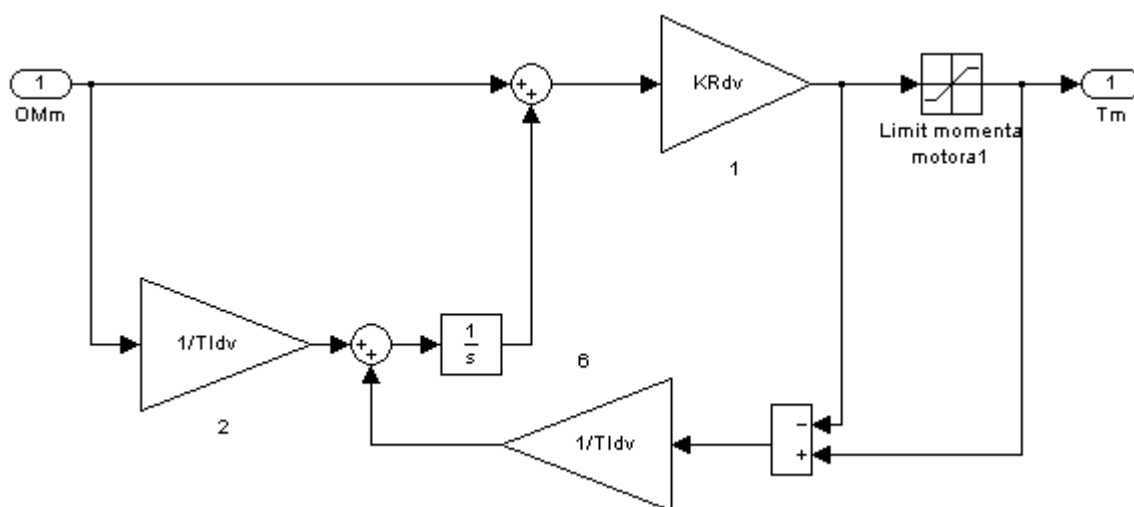 1
OMm
+
+
KRdv
1
Limit momenta
motora1
1
Tm
1/TIdv
2
+
+
1
s
6
1/TIdv
−
+